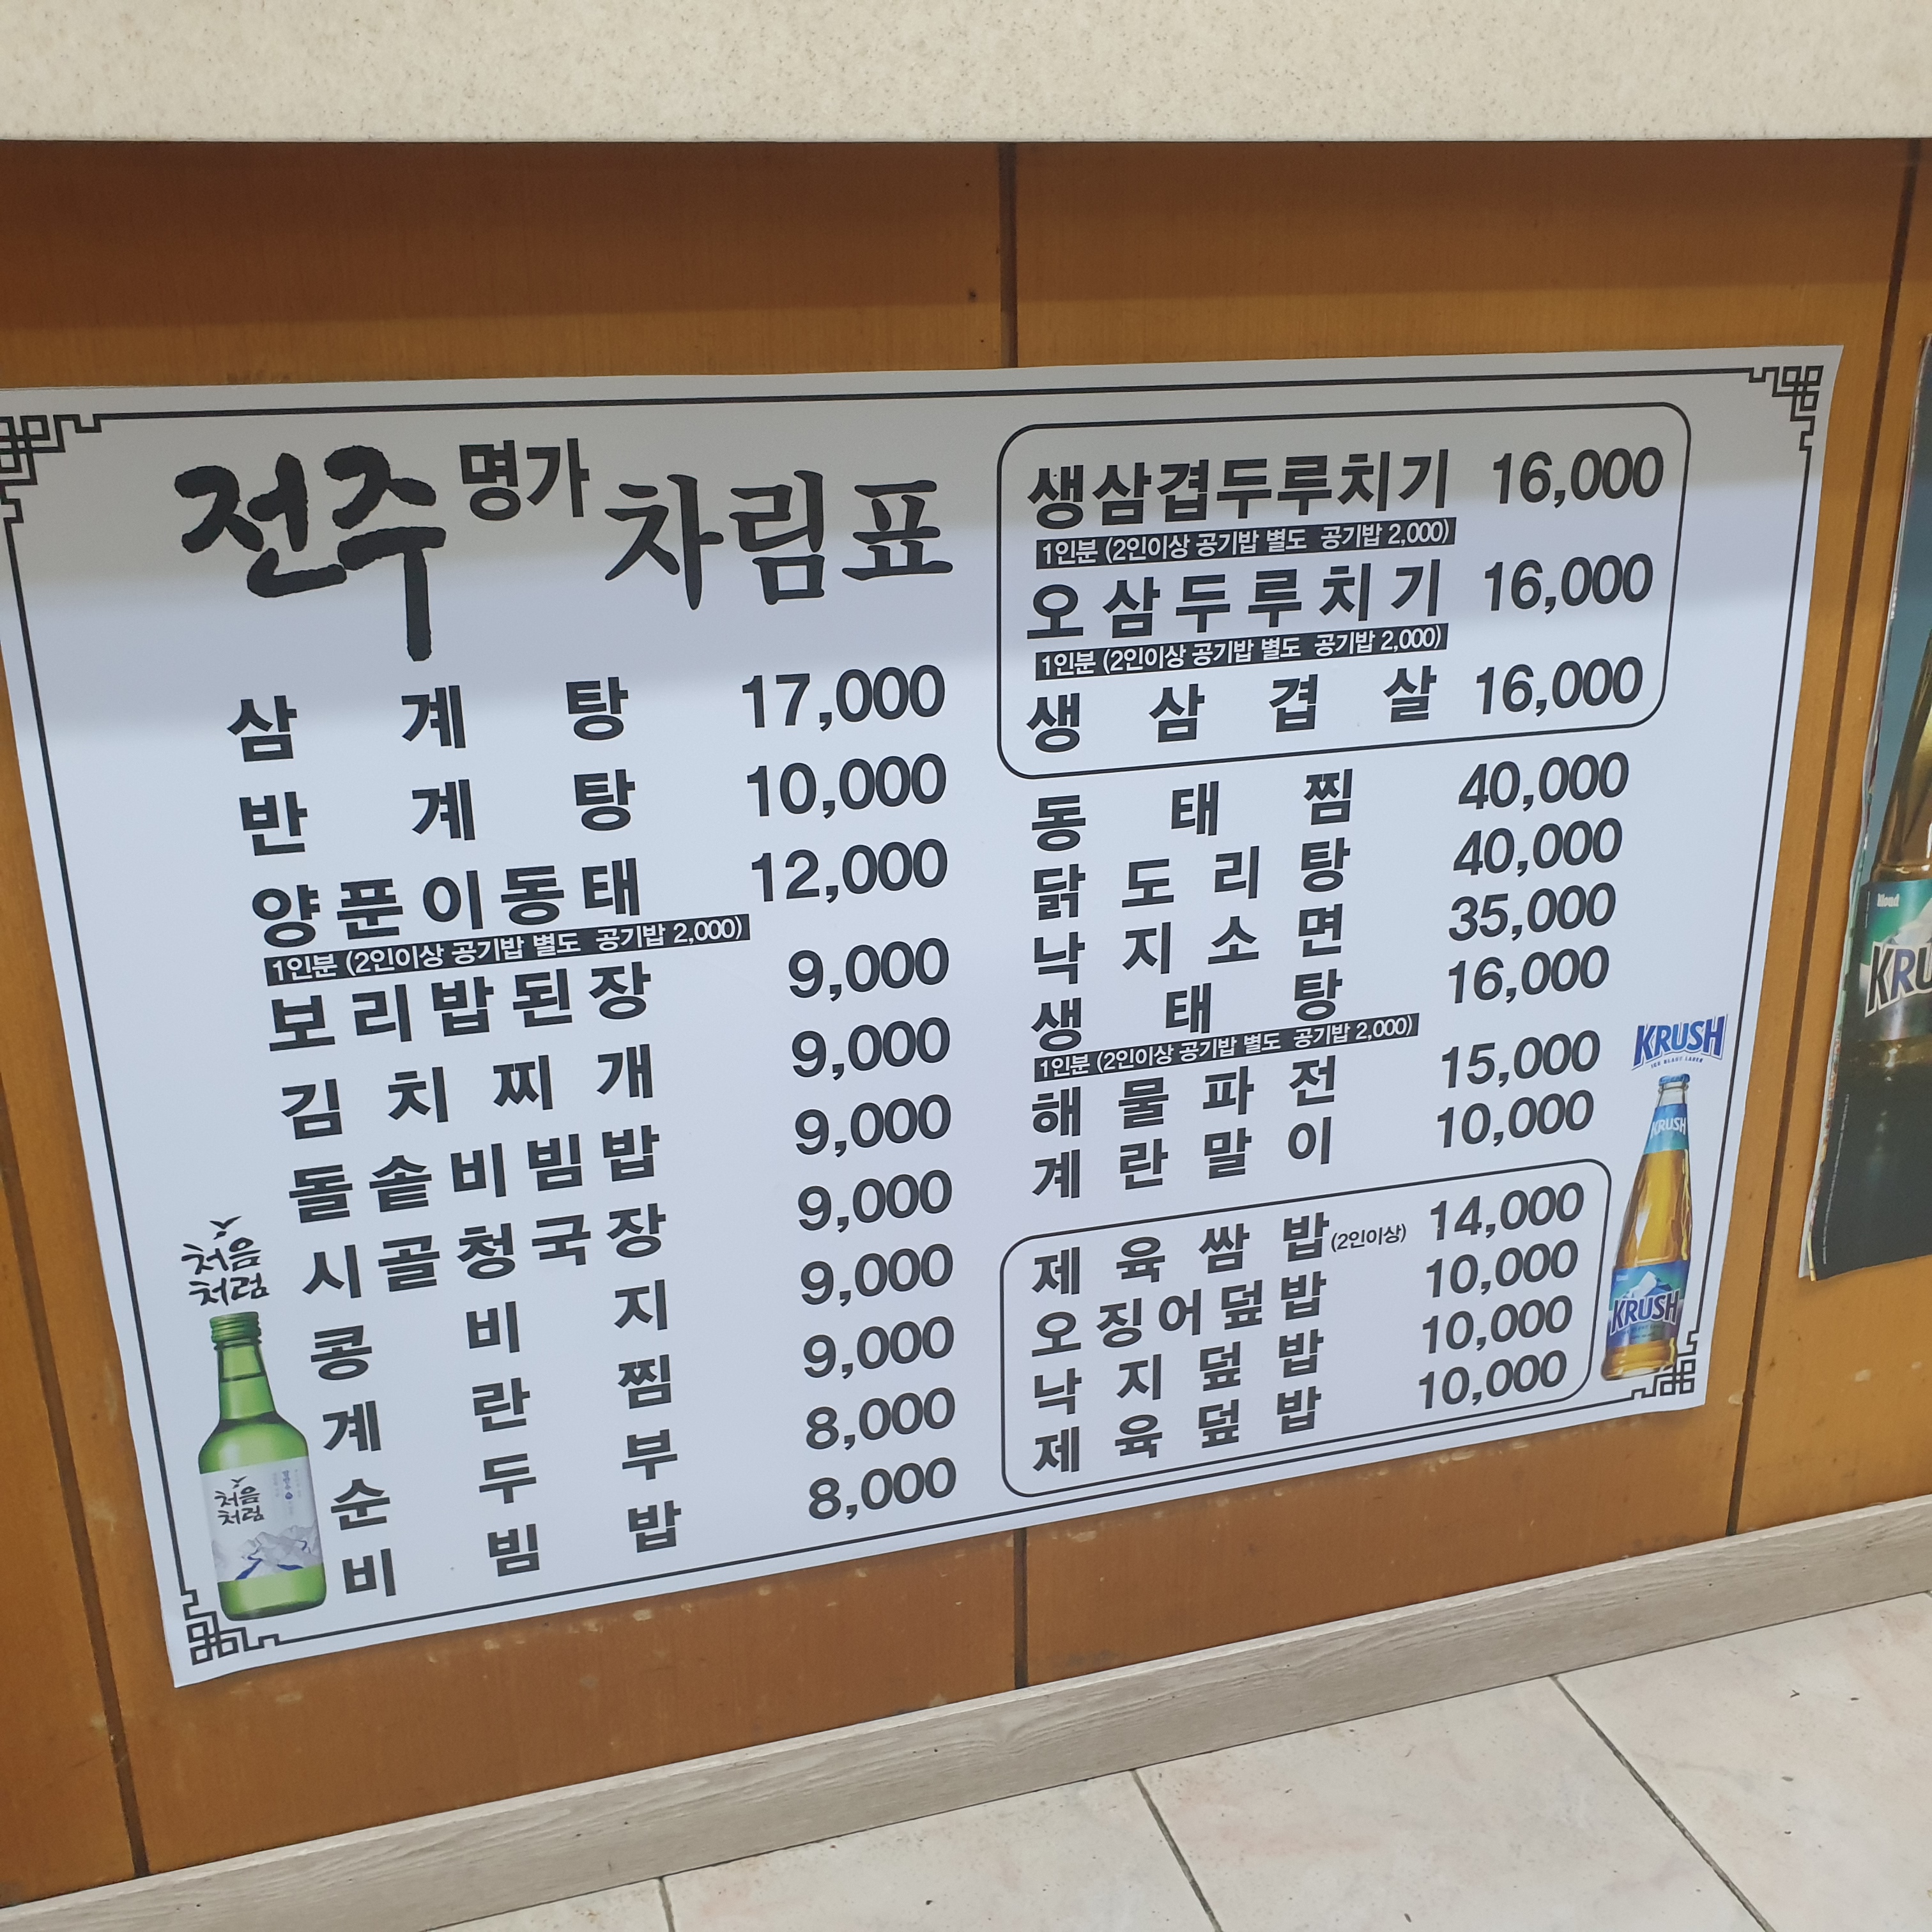 전주명가 차림표
삼계탕 17,000
반계탕 10,000
양푼이동태 12,000
1인분 (2인이상 공기밥 별도 공기밥 2,000)
보리밥된장 9,000
김치찌개 9,000
돌솥비빔밥 9,000
시골청국장 9,000
콩비지 9,000
계란찜 9,000
순두부 8,000
비빔밥 8,000
처음
처럼
처음
처럼
생삼겹두루치기 16,000
1인분 (2인이상 공기밥 별도 공기밥 2,000)
오삼두루치기 16,000
1인분 (2인이상 공기밥 별도 공기밥 2,000)
생삼겹살 16,000
동태찜 40,000
닭도리탕 40,000
낙지소면 35,000
생태탕 16,000
1인분 (2인이상 공기밥 별도 공기밥 2,000)
해물파전 15,000
계란말이 10,000
제육쌈밥(2인이상) 14,000
오징어덮밥 10,000
낙지덮밥 10,000
제육덮밥 10,000
KRUSH
KRUSH
KRUSH